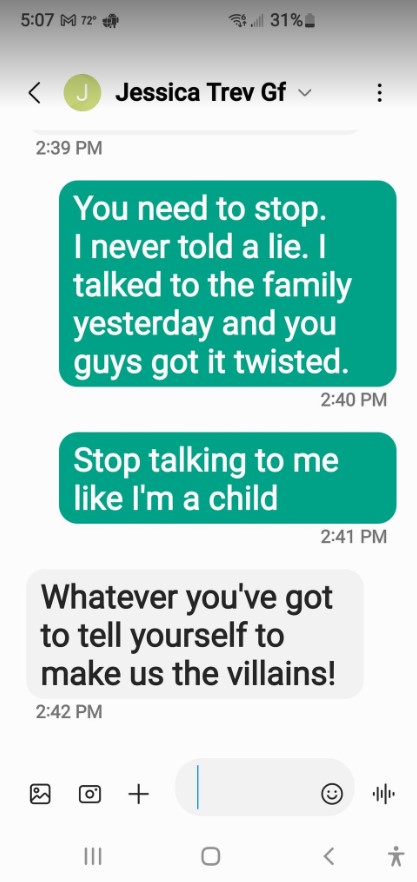 5:07 72° 31%
J Jessica Trev Gf
2:39 PM
You need to stop.
I never told a lie. I
talked to the family
yesterday and you
guys got it twisted.
2:40 PM
Stop talking to me
like I'm a child
2:41 PM
Whatever you've got
to tell yourself to
make us the villains!
2:42 PM